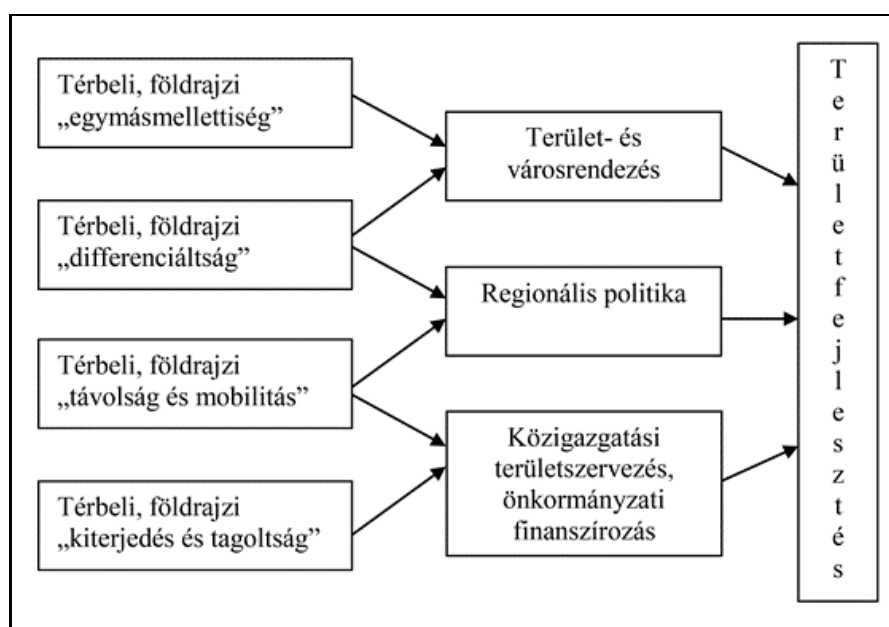 Térbeli, földrajzi
„egymásmellettiség”
Térbeli, földrajzi
„differenciáltság”
Térbeli, földrajzi
„távolság és mobilitás”
Térbeli, földrajzi
„kiterjedés és tagoltság”
Terület- és
városrendezés
Regionális politika
Közigazgatási
területszervezés,
önkormányzati
finanszírozás
T
e
r
ü
l
e
t
f
e
j
l
e
s
z
t
é
s